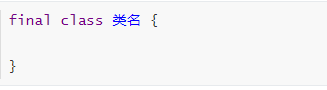 final class 类名 {
}